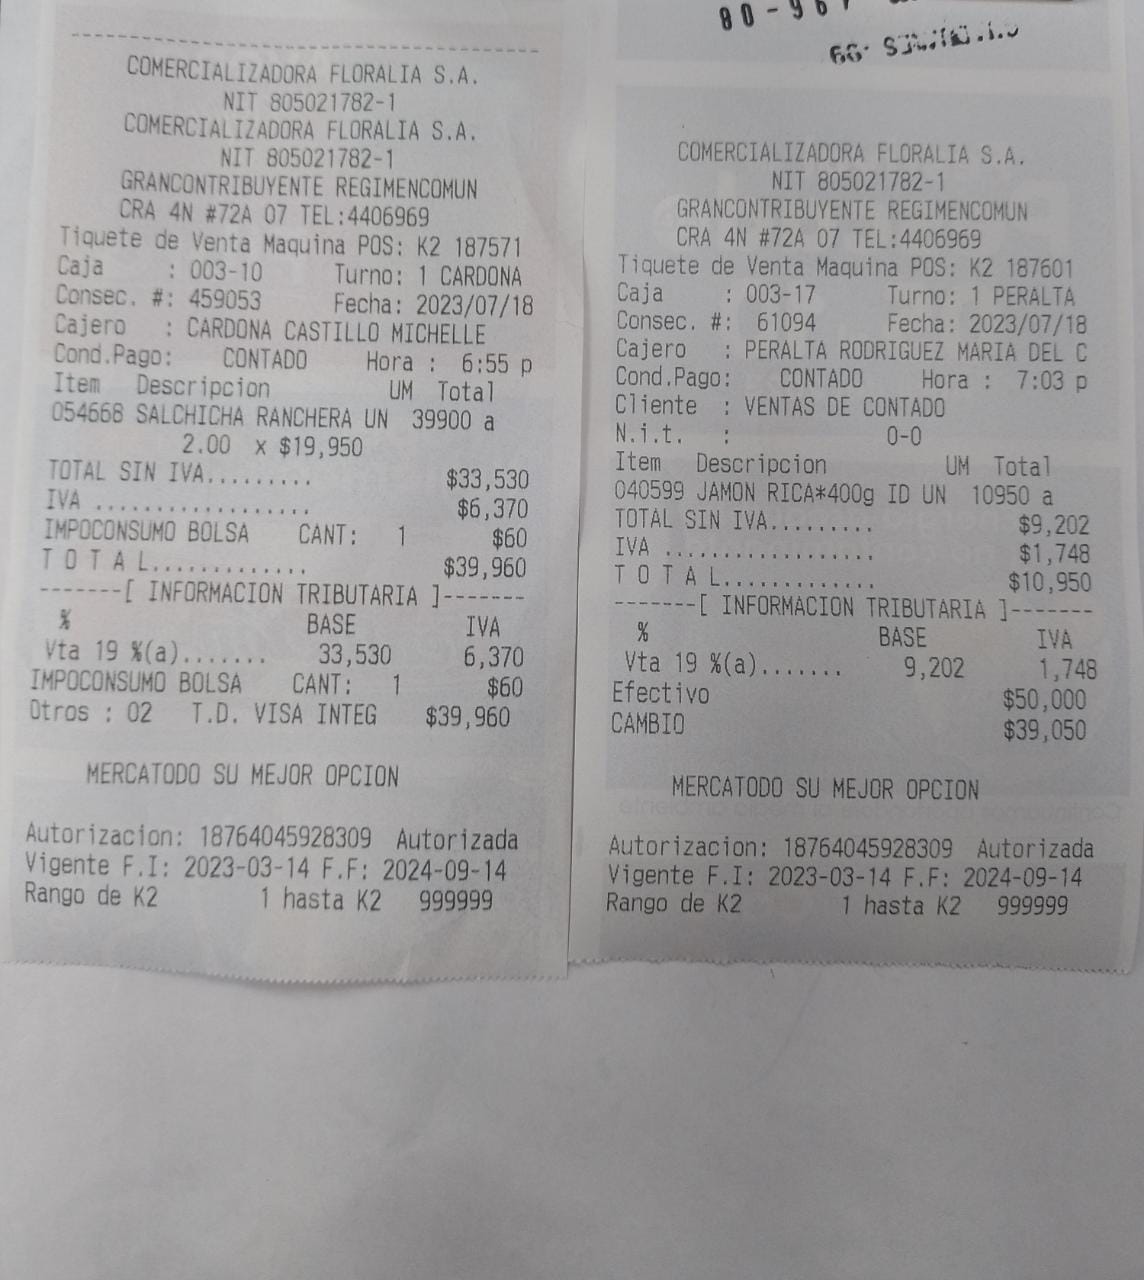 COMERCIALIZADORA FLORALIA S.A.
NIT 805021782-1
COMERCIALIZADORA FLORALIA S.A.
NIT 805021782-1
GRANCONTRIBUYENTE REGIMENCOMUN
CRA 4N #72A 07 TEL:4406969
Tiquete de Venta Maquina POS: K2 187571
Caja : 003-10 Turno: 1 CARDONA
Consec. #: 459053 Fecha: 2023/07/18
Cajero : CARDONA CASTILLO MICHELLE
Cond.Pago: CONTADO Hora : 6:55 p
Item Descripcion UM Total
054668 SALCHICHA RANCHERA UN 39900 a
2.00 x $19,950
TOTAL SIN IVA......... $33,530
IVA .................. $6,370
IMPOCONSUMO BOLSA CANT: 1 $60
T O T A L............. $39,960
-------[ INFORMACION TRIBUTARIA ]-------
% BASE IVA
Vta 19 %(a)....... 33,530 6,370
IMPOCONSUMO BOLSA CANT: 1 $60
Otros : 02 T.D. VISA INTEG $39,960
MERCATODO SU MEJOR OPCION
Autorizacion: 18764045928309 Autorizada
Vigente F.I: 2023-03-14 F.F: 2024-09-14
Rango de K2 1 hasta K2 999999
COMERCIALIZADORA FLORALIA S.A.
NIT 805021782-1
GRANCONTRIBUYENTE REGIMENCOMUN
CRA 4N #72A 07 TEL:4406969
Tiquete de Venta Maquina POS: K2 187601
Caja : 003-17 Turno: 1 PERALTA
Consec. #: 61094 Fecha: 2023/07/18
Cajero : PERALTA RODRIGUEZ MARIA DEL C
Cond.Pago: CONTADO Hora : 7:03 p
Cliente : VENTAS DE CONTADO
N.i.t. : 0-0
Item Descripcion UM Total
040599 JAMON RICA*400g ID UN 10950 a
TOTAL SIN IVA......... $9,202
IVA .................. $1,748
T O T A L............. $10,950
-------[ INFORMACION TRIBUTARIA ]-------
% BASE IVA
Vta 19 %(a)....... 9,202 1,748
Efectivo $50,000
CAMBIO $39,050
MERCATODO SU MEJOR OPCION
Autorizacion: 18764045928309 Autorizada
Vigente F.I: 2023-03-14 F.F: 2024-09-14
Rango de K2 1 hasta K2 999999